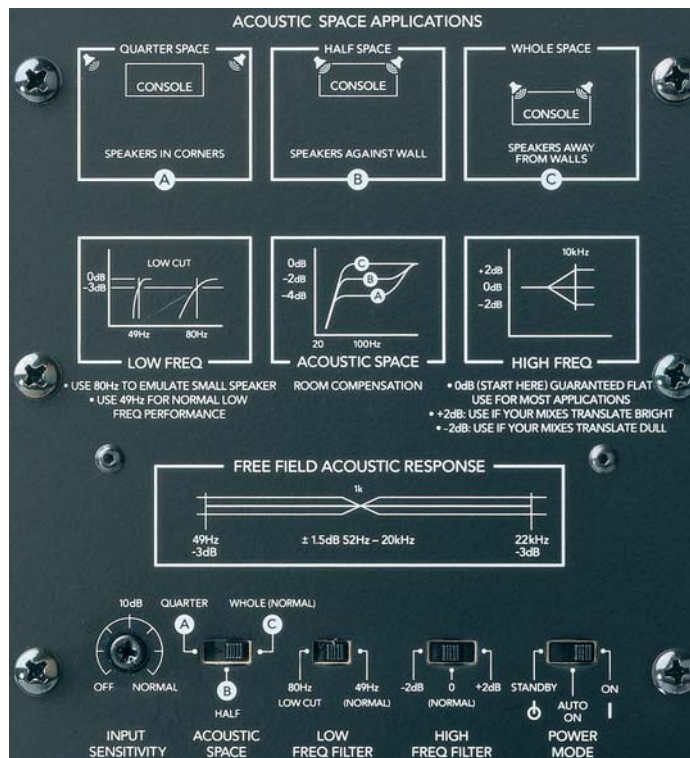 ACOUSTIC SPACE APPLICATIONS
QUARTER SPACE
CONSOLE
SPEAKERS IN CORNERS
A
HALF SPACE
CONSOLE
SPEAKERS AGAINST WALL
B
WHOLE SPACE
CONSOLE
SPEAKERS AWAY
FROM WALLS
C
LOW CUT
0dB
-3dB
49Hz 80Hz
LOW FREQ
• USE 80Hz TO EMULATE SMALL SPEAKER
• USE 49Hz FOR NORMAL LOW
FREQ PERFORMANCE
0dB
-2dB
-4dB
C
B
A
20 100Hz
ACOUSTIC SPACE
ROOM COMPENSATION
10kHz
+2dB
0dB
-2dB
HIGH FREQ
• 0dB (START HERE) GUARANTEED FLAT
USE FOR MOST APPLICATIONS
• +2dB: USE IF YOUR MIXES TRANSLATE BRIGHT
• -2dB: USE IF YOUR MIXES TRANSLATE DULL
FREE FIELD ACOUSTIC RESPONSE
1k
49Hz ± 1.5dB 52Hz – 20kHz 22kHz
-3dB -3dB
10dB
OFF NORMAL
INPUT
SENSITIVITY
QUARTER WHOLE (NORMAL)
A C
B
HALF
ACOUSTIC
SPACE
80Hz 49Hz
LOW CUT (NORMAL)
LOW
FREQ FILTER
-2dB 0 +2dB
(NORMAL)
HIGH
FREQ FILTER
STANDBY ON
AUTO
ON
POWER
MODE